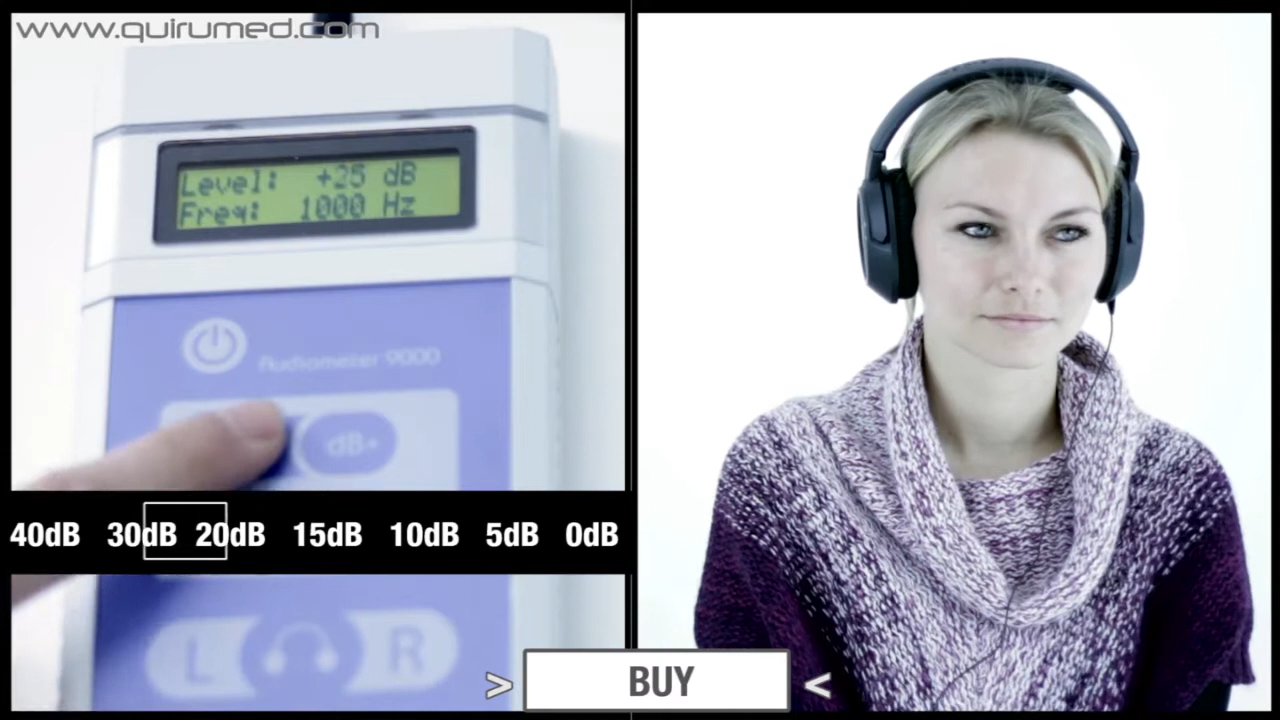 www.quirumed.com
Level: +25 dB
Freq: 1000 Hz
Audiometer 9000
dB+
40dB 30dB 20dB 15dB 10dB 5dB 0dB
L R
> BUY <